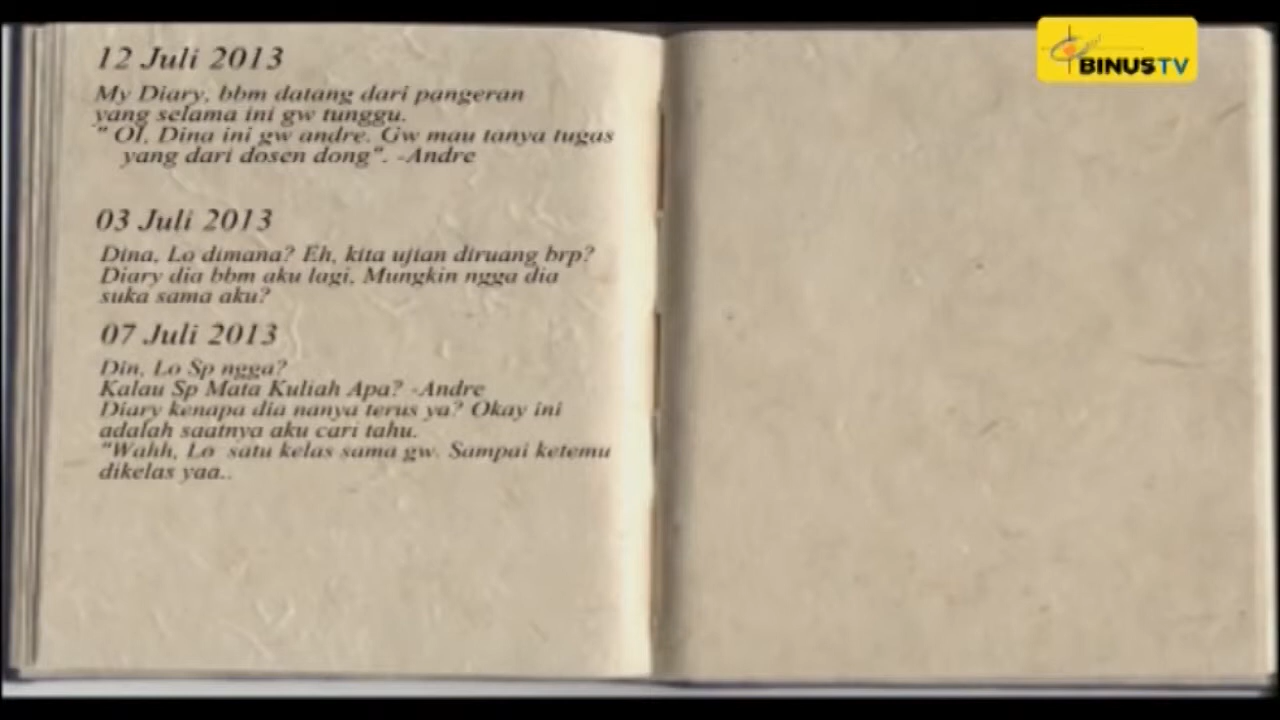 12 Juli 2013
My Diary, bbm datang dari pangeran
yang selama ini gw tunggu.
" OI, Dina ini gw andre. Gw mau tanya tugas
yang dari dosen dong". -Andre
03 Juli 2013
Dina, Lo dimana? Eh, kita ujian diruang brp?
Diary dia bbm aku lagi, Mungkin ngga dia
suka sama aku?
07 Juli 2013
Din, Lo Sp ngga?
Kalau Sp Mata Kuliah Apa? -Andre
Diary kenapa dia nanya terus ya? Okay ini
adalah saatnya aku cari tahu.
"Wahh, Lo satu kelas sama gw. Sampai ketemu
dikelas yaa..
BINUSTV